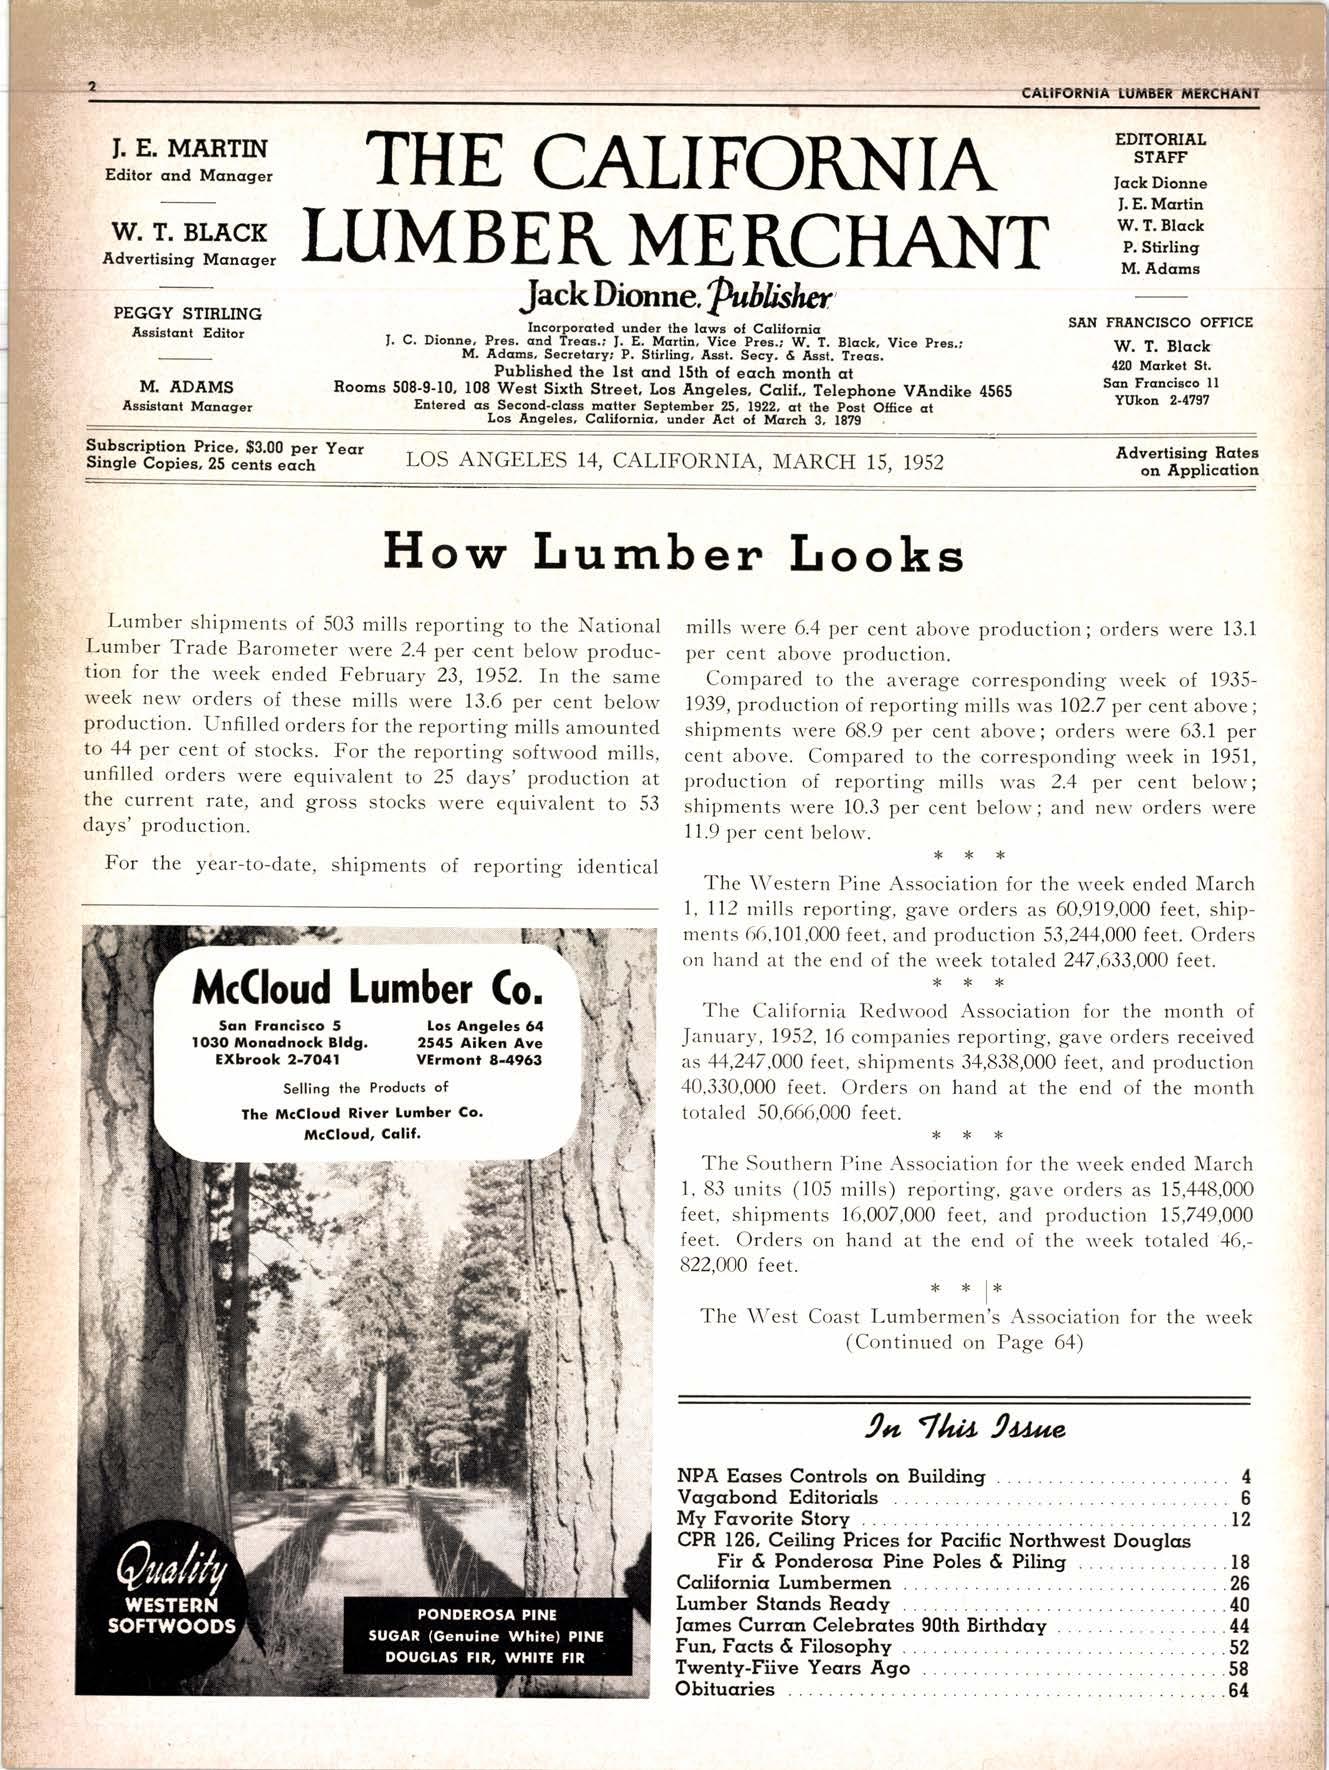 2
CALIFORNIA LUMBER MERCHANT
J. E. MARTIN
Editor and Manager
W. T. BLACK
Advertising Manager
PEGGY STIRLING
Assistant Editor
M. ADAMS
Assistant Manager
THE CALIFORNIA
LUMBER MERCHANT
Jack Dionne, Publisher
Incorporated under the laws of California
J. C. Dionne, Pres. and Treas.; J. E. Martin, Vice Pres.; W. T. Black, Vice Pres.;
M. Adams, Secretary; P. Stirling, Asst. Secy. & Asst. Treas.
Published the 1st and 15th of each month at
Rooms 508-9-10, 108 West Sixth Street, Los Angeles, Calif., Telephone VAndike 4565
Entered as Second-class matter September 25, 1922, at the Post Office at
Los Angeles, California, under Act of March 3, 1879
EDITORIAL
STAFF
Jack Dionne
J. E. Martin
W. T. Black
P. Stirling
M. Adams
SAN FRANCISCO OFFICE
W. T. Black
420 Market St.
San Francisco 11
YUkon 2-4797
Subscription Price, $3.00 per Year
Single Copies, 25 cents each
LOS ANGELES 14, CALIFORNIA, MARCH 15, 1952
Advertising Rates
on Application
How Lumber Looks
Lumber shipments of 503 mills reporting to the National
Lumber Trade Barometer were 2.4 per cent below produc-
tion for the week ended February 23, 1952. In the same
week new orders of these mills were 13.6 per cent below
production. Unfilled orders for the reporting mills amounted
to 44 per cent of stocks. For the reporting softwood mills,
unfilled orders were equivalent to 25 days' production at
the current rate, and gross stocks were equivalent to 53
days' production.
For the year-to-date, shipments of reporting identical
mills were 6.4 per cent above production; orders were 13.1
per cent above production.
Compared to the average corresponding week of 1935-
1939, production of reporting mills was 102.7 per cent above;
shipments were 68.9 per cent above; orders were 63.1 per
cent above. Compared to the corresponding week in 1951,
production of reporting mills was 2.4 per cent below;
shipments were 10.3 per cent below; and new orders were
11.9 per cent below.
* * *
The Western Pine Association for the week ended March
1, 112 mills reporting, gave orders as 60,919,000 feet, ship-
ments 66,101,000 feet, and production 53,244,000 feet. Orders
on hand at the end of the week totaled 247,633,000 feet.
* * *
The California Redwood Association for the month of
January, 1952, 16 companies reporting, gave orders received
as 44,247,000 feet, shipments 34,838,000 feet, and production
40,330,000 feet. Orders on hand at the end of the month
totaled 50,666,000 feet.
* * *
The Southern Pine Association for the week ended March
1, 83 units (105 mills) reporting, gave orders as 15,448,000
feet, shipments 16,007,000 feet, and production 15,749,000
feet. Orders on hand at the end of the week totaled 46,-
822,000 feet.
* * *
The West Coast Lumbermen's Association for the week
(Continued on Page 64)
McCloud Lumber Co.
San Francisco 5
1030 Monadnock Bldg.
EXbrook 2-7041
Los Angeles 64
2545 Aiken Ave
VErmont 8-4963
Selling the Products of
The McCloud River Lumber Co.
McCloud, Calif.
Quality
WESTERN
SOFTWOODS
PONDEROSA PINE
SUGAR (Genuine White) PINE
DOUGLAS FIR, WHITE FIR
In This Issue
NPA Eases Controls on Building 4
Vagabond Editorials 6
My Favorite Story 12
CPR 126, Ceiling Prices for Pacific Northwest Douglas
Fir & Ponderosa Pine Poles & Piling 18
California Lumbermen 26
Lumber Stands Ready 40
James Curran Celebrates 90th Birthday 44
Fun, Facts & Filosophy 52
Twenty-Fiive Years Ago 58
Obituaries 64